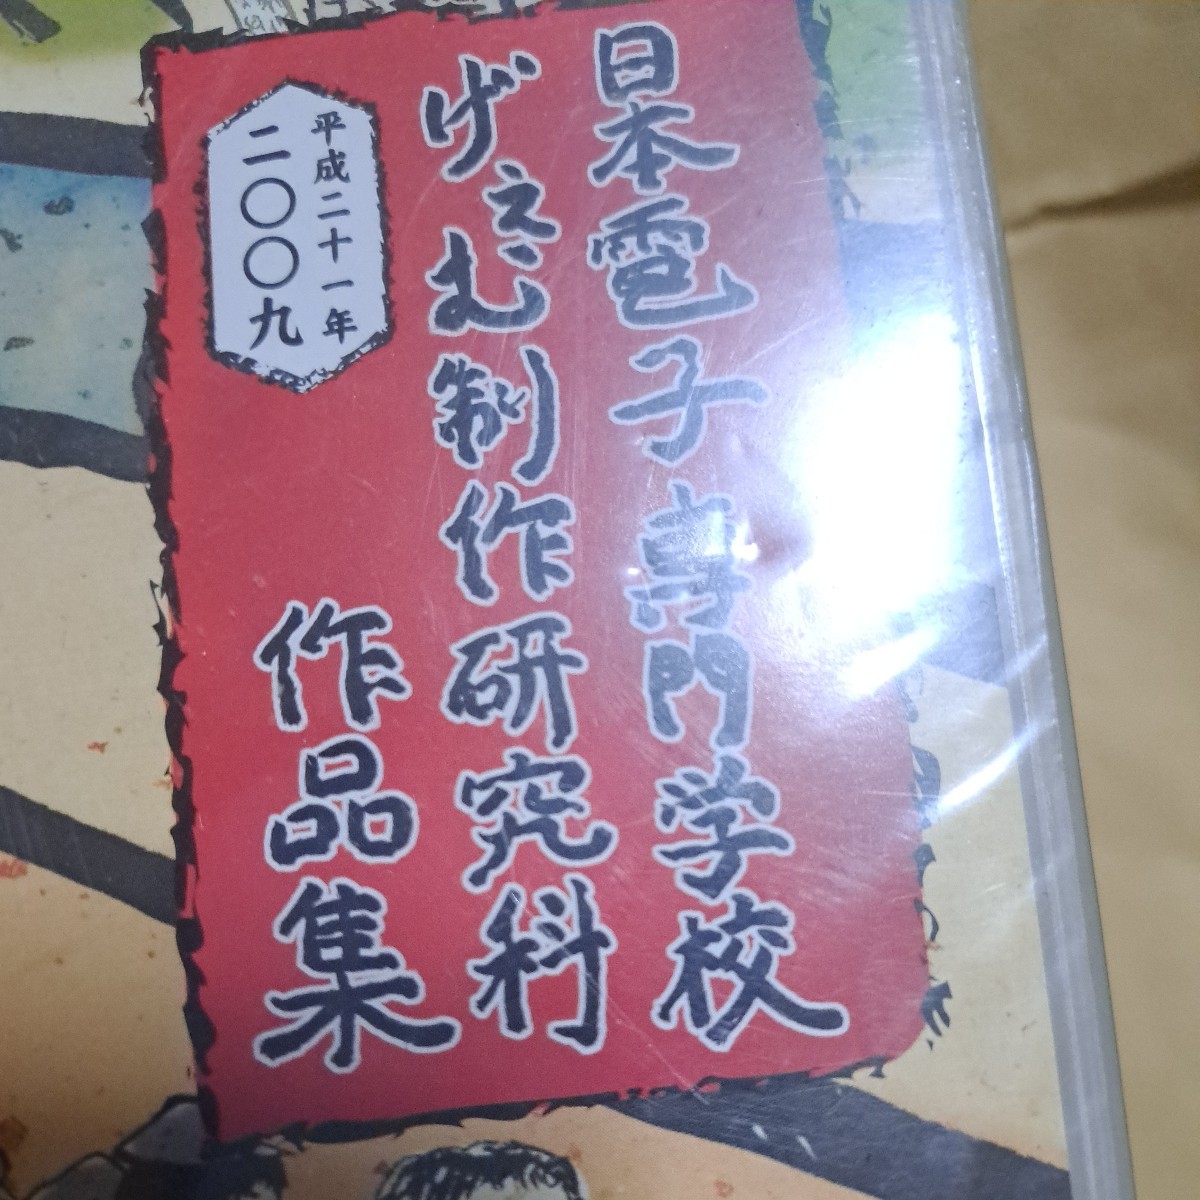 日本電子専門学校
げえむ制作研究科
作品集
平成二十一年
二〇〇九